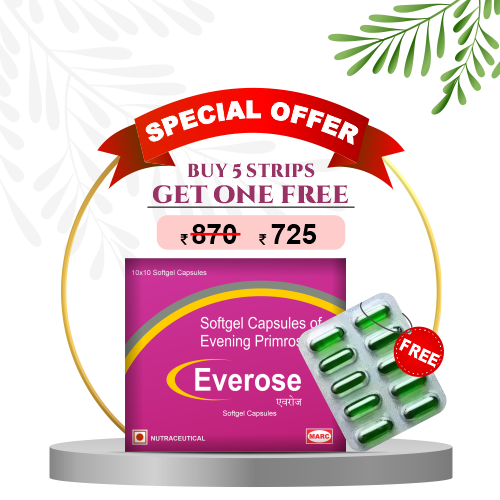 SPECIAL OFFER
BUY 5 STRIPS
GET ONE FREE
₹ 870 ₹ 725
10x10 Softgel Capsules
Softgel Capsules of
Evening Primros
Everose
एवरोज
Softgel Capsules
FREE
NUTRACEUTICAL
MARC